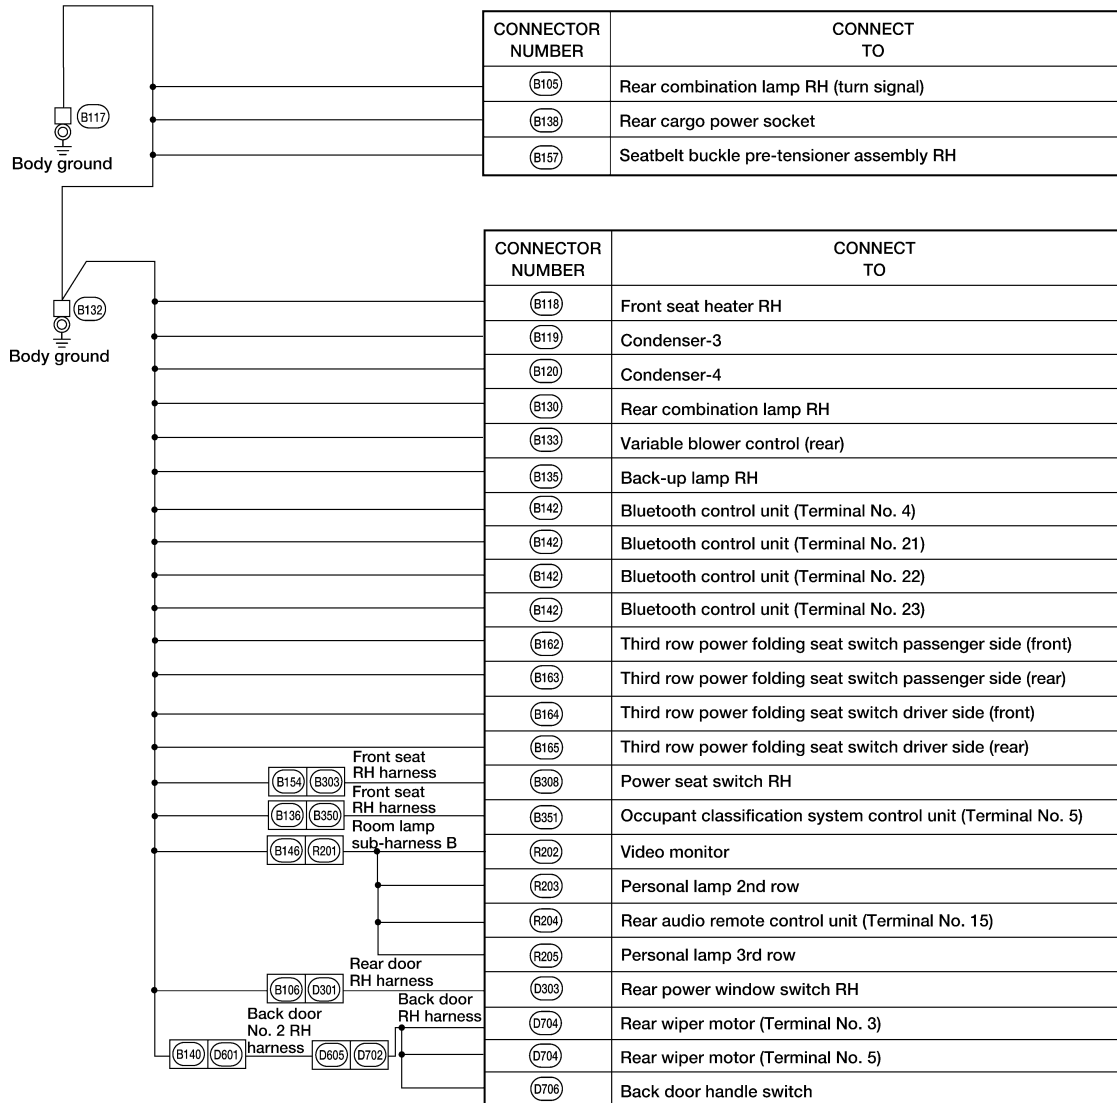 CONNECTOR NUMBER CONNECT TO
B105 Rear combination lamp RH (turn signal)
B138 Rear cargo power socket
B157 Seatbelt buckle pre-tensioner assembly RH
B117
Body ground
CONNECTOR NUMBER CONNECT TO
B132
Body ground
B118 Front seat heater RH
B119 Condenser-3
B120 Condenser-4
B130 Rear combination lamp RH
B133 Variable blower control (rear)
B135 Back-up lamp RH
B142 Bluetooth control unit (Terminal No. 4)
B142 Bluetooth control unit (Terminal No. 21)
B142 Bluetooth control unit (Terminal No. 22)
B142 Bluetooth control unit (Terminal No. 23)
B162 Third row power folding seat switch passenger side (front)
B163 Third row power folding seat switch passenger side (rear)
B164 Third row power folding seat switch driver side (front)
B165 Third row power folding seat switch driver side (rear)
Front seat
RH harness
B154 B303 B308 Power seat switch RH
Front seat
RH harness
B136 B350 B351 Occupant classification system control unit (Terminal No. 5)
Room lamp
sub-harness B
B146 R201 R202 Video monitor
R203 Personal lamp 2nd row
R204 Rear audio remote control unit (Terminal No. 15)
R205 Personal lamp 3rd row
Rear door
RH harness
B106 D301 D303 Rear power window switch RH
Back door
RH harness
Back door
No. 2 RH
harness
D704 Rear wiper motor (Terminal No. 3)
B140 D601 D605 D702 D704 Rear wiper motor (Terminal No. 5)
D706 Back door handle switch